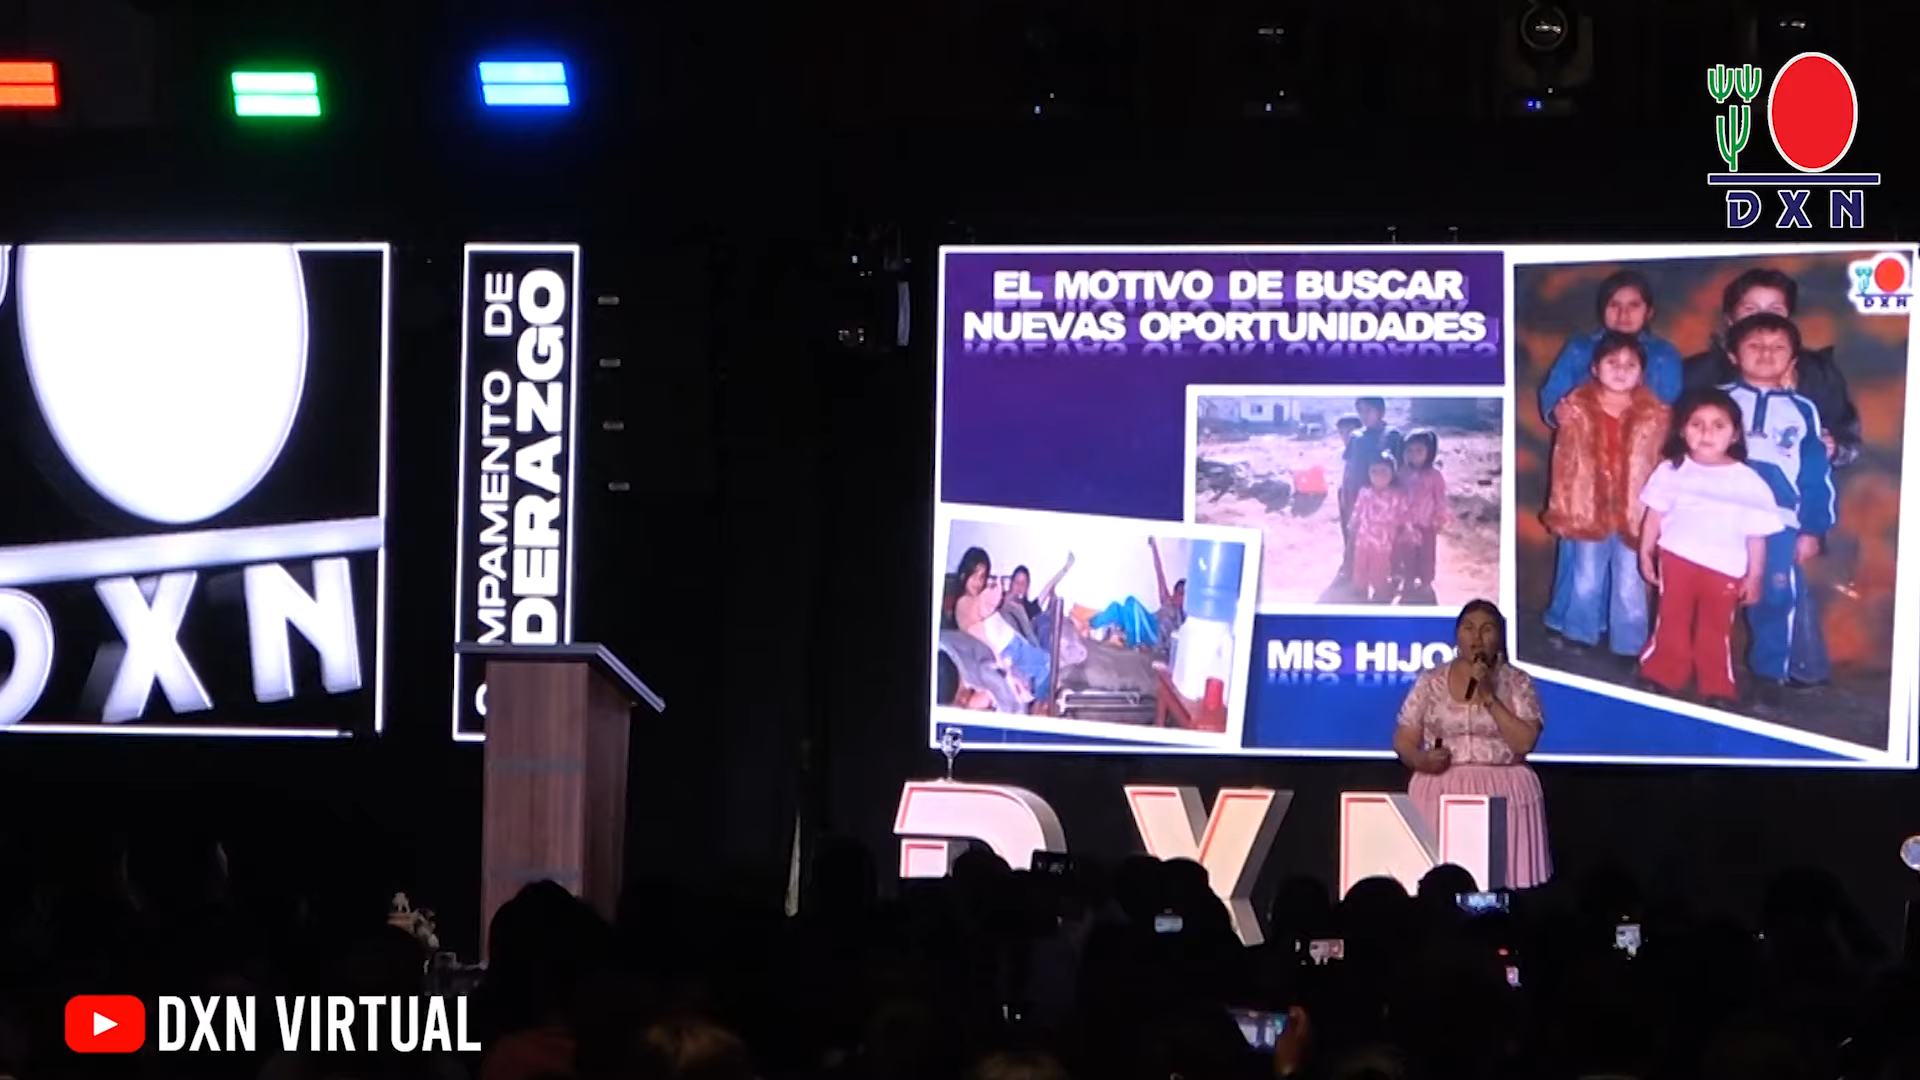 DXN
DXN
MPAMENTO DE
DERAZGO
EL MOTIVO DE BUSCAR
NUEVAS OPORTUNIDADES
DXN
MIS HIJO
DXN
DXN VIRTUAL